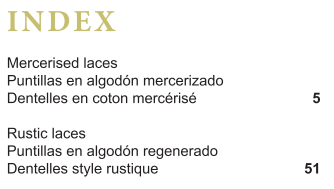 INDEX
Mercerised laces
Puntillas en algodón mercerizado
Dentelles en coton mercérisé 5
Rustic laces
Puntillas en algodón regenerado
Dentelles style rustique 51